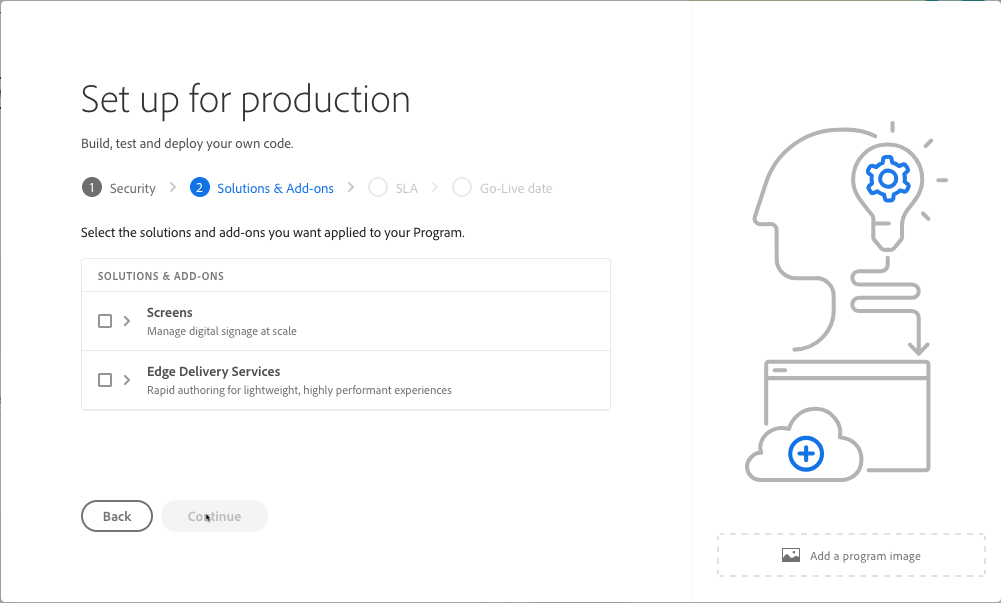 Set up for production
Build, test and deploy your own code.
1 Security 2 Solutions & Add-ons SLA Go-Live date
Select the solutions and add-ons you want applied to your Program.
SOLUTIONS & ADD-ONS
Screens
Manage digital signage at scale
Edge Delivery Services
Rapid authoring for lightweight, highly performant experiences
Back Continue
Add a program image